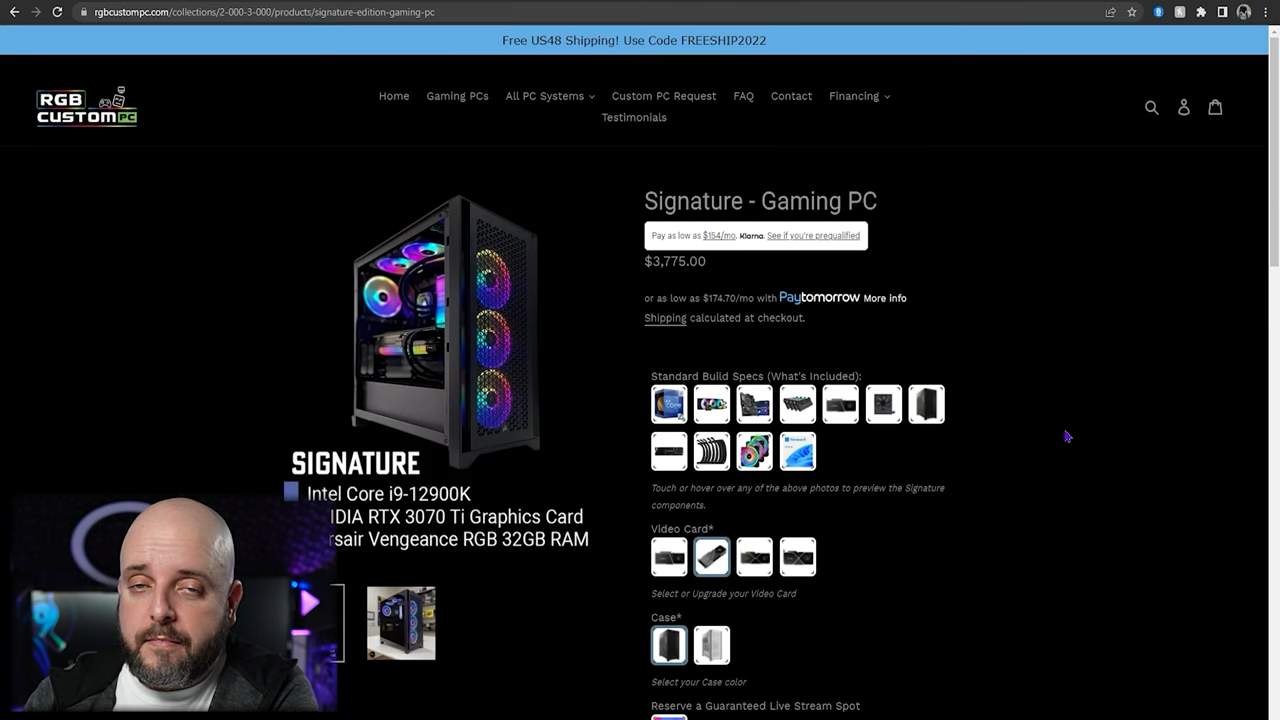 rgbcustompc.com/collections/2-000-3-000/products/signature-edition-gaming-pc
Free US48 Shipping! Use Code FREESHIP2022
RGB
CUSTOM PC
Home
Gaming PCs
All PC Systems
Custom PC Request
FAQ
Contact
Financing
Testimonials
Signature - Gaming PC
Pay as low as $154/mo. Klarna. See if you're prequalified
$3,775.00
or as low as $174.70/mo with Paytomorrow More info
Shipping calculated at checkout.
Standard Build Specs (What's Included):
Touch or hover over any of the above photos to preview the Signature
components.
Video Card*
Select or Upgrade your Video Card
Case*
Select your Case color
Reserve a Guaranteed Live Stream Spot
SIGNATURE
Intel Core i9-12900K
RTX 3070 Ti Graphics Card
Vengeance RGB 32GB RAM